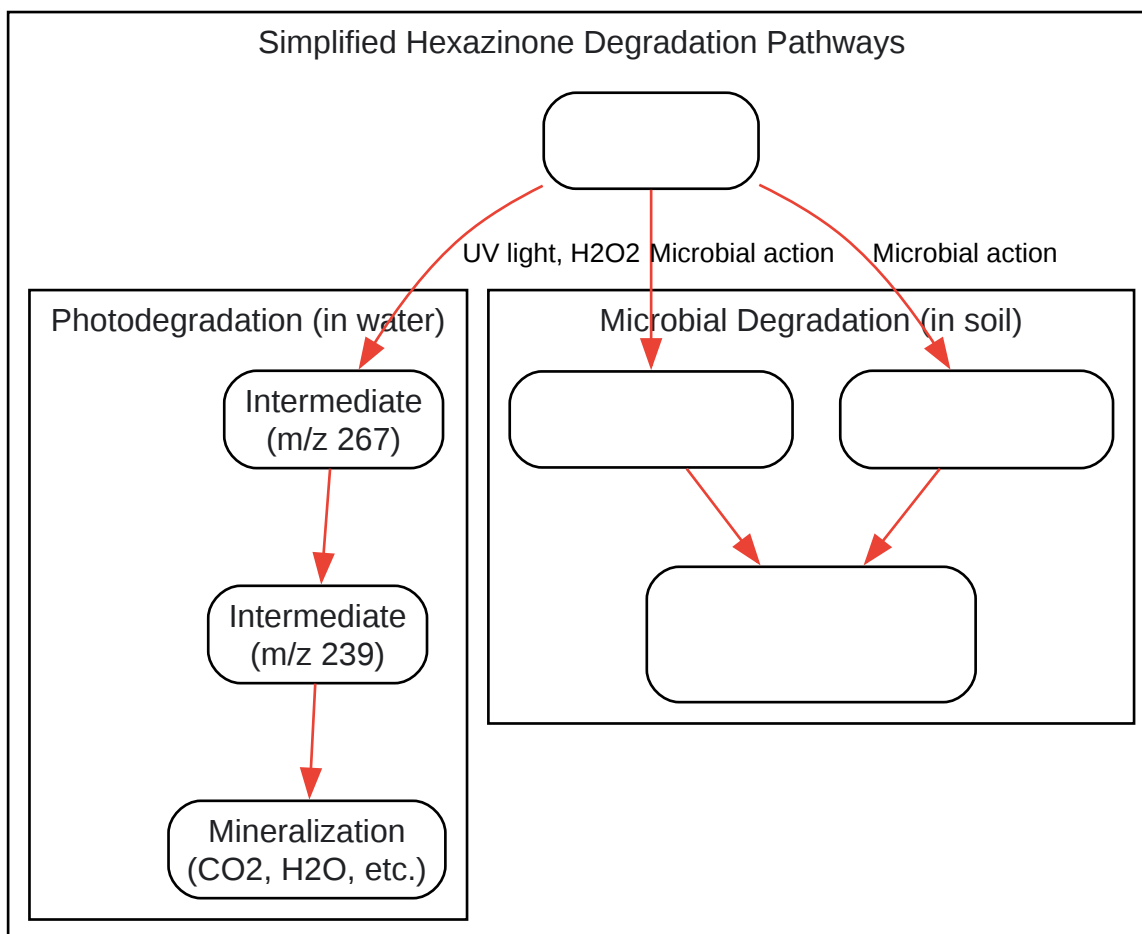 Simplified Hexazinone Degradation Pathways
UV light, H2O2
Microbial action
Microbial action
Photodegradation (in water)
Microbial Degradation (in soil)
Intermediate
(m/z 267)
Intermediate
(m/z 239)
Mineralization
(CO2, H2O, etc.)